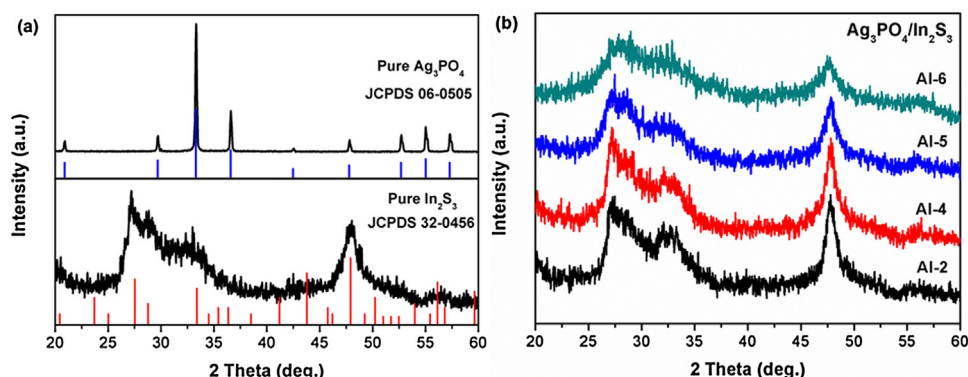 (a)
Pure Ag₃PO₄
JCPDS 06-0505
Pure In₂S₃
JCPDS 32-0456
Intensity (a.u.)
20 25 30 35 40 45 50 55 60
2 Theta (deg.)
(b)
Ag₃PO₄/In₂S₃
AI-6
AI-5
AI-4
AI-2
Intensity (a.u.)
20 25 30 35 40 45 50 55 60
2 Theta (deg.)